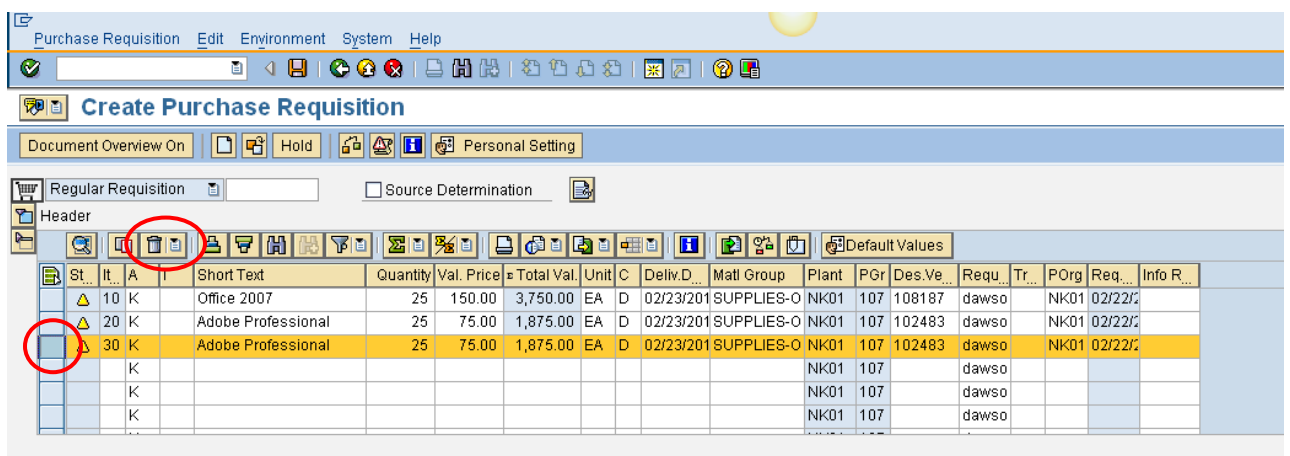 Purchase Requisition Edit Environment System Help
Create Purchase Requisition
Document Overview On Hold Personal Setting
Regular Requisition Source Determination
Header
Default Values
St... It... A I Short Text Quantity Val. Price Total Val. Unit C Deliv.D... Matl Group Plant PGr Des.Ve... Requ... Tr... POrg Req... Info R...
10 K Office 2007 25 150.00 3,750.00 EA D 02/23/201 SUPPLIES-O NK01 107 108187 dawso NK01 02/22/2
20 K Adobe Professional 25 75.00 1,875.00 EA D 02/23/201 SUPPLIES-O NK01 107 102483 dawso NK01 02/22/2
30 K Adobe Professional 25 75.00 1,875.00 EA D 02/23/201 SUPPLIES-O NK01 107 102483 dawso NK01 02/22/2
K NK01 107 dawso
K NK01 107 dawso
K NK01 107 dawso